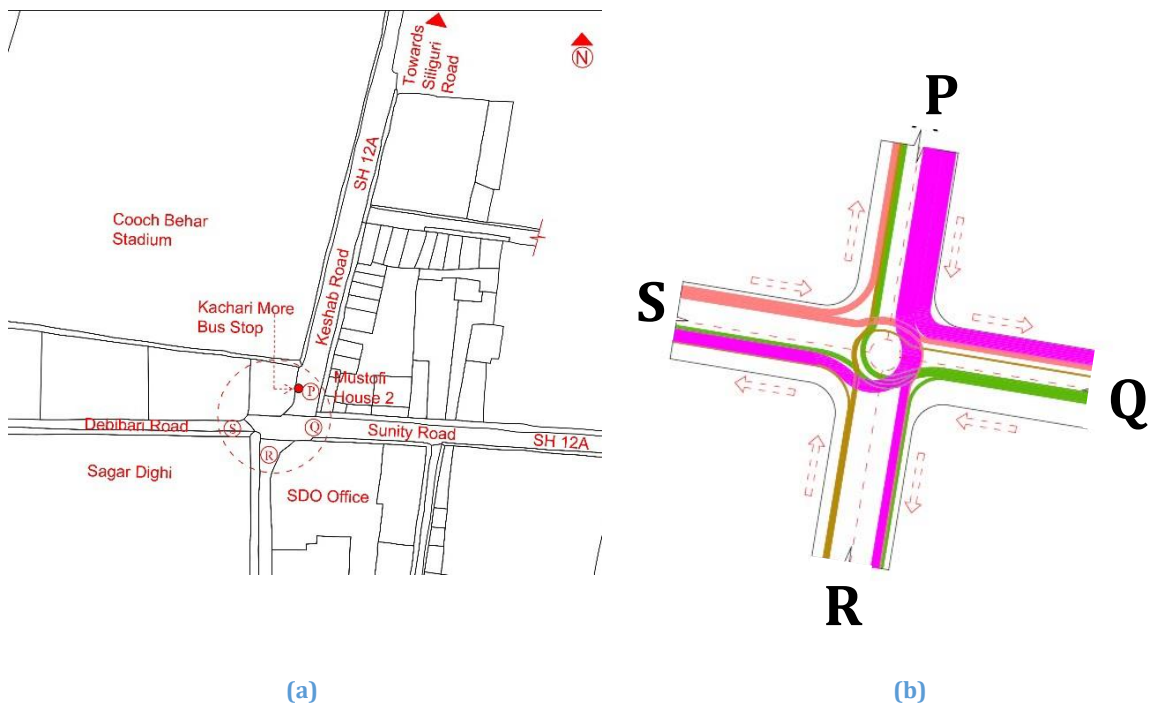 Towards
Siliguri
Road
N
SH 12A
Cooch Behar
Stadium
Keshab Road
Kachari More
Bus Stop
Mustofi
House 2
P
Q
S
R
Debibari Road
Sunity Road
SH 12A
Sagar Dighi
SDO Office
(a)
P
S
Q
R
(b)